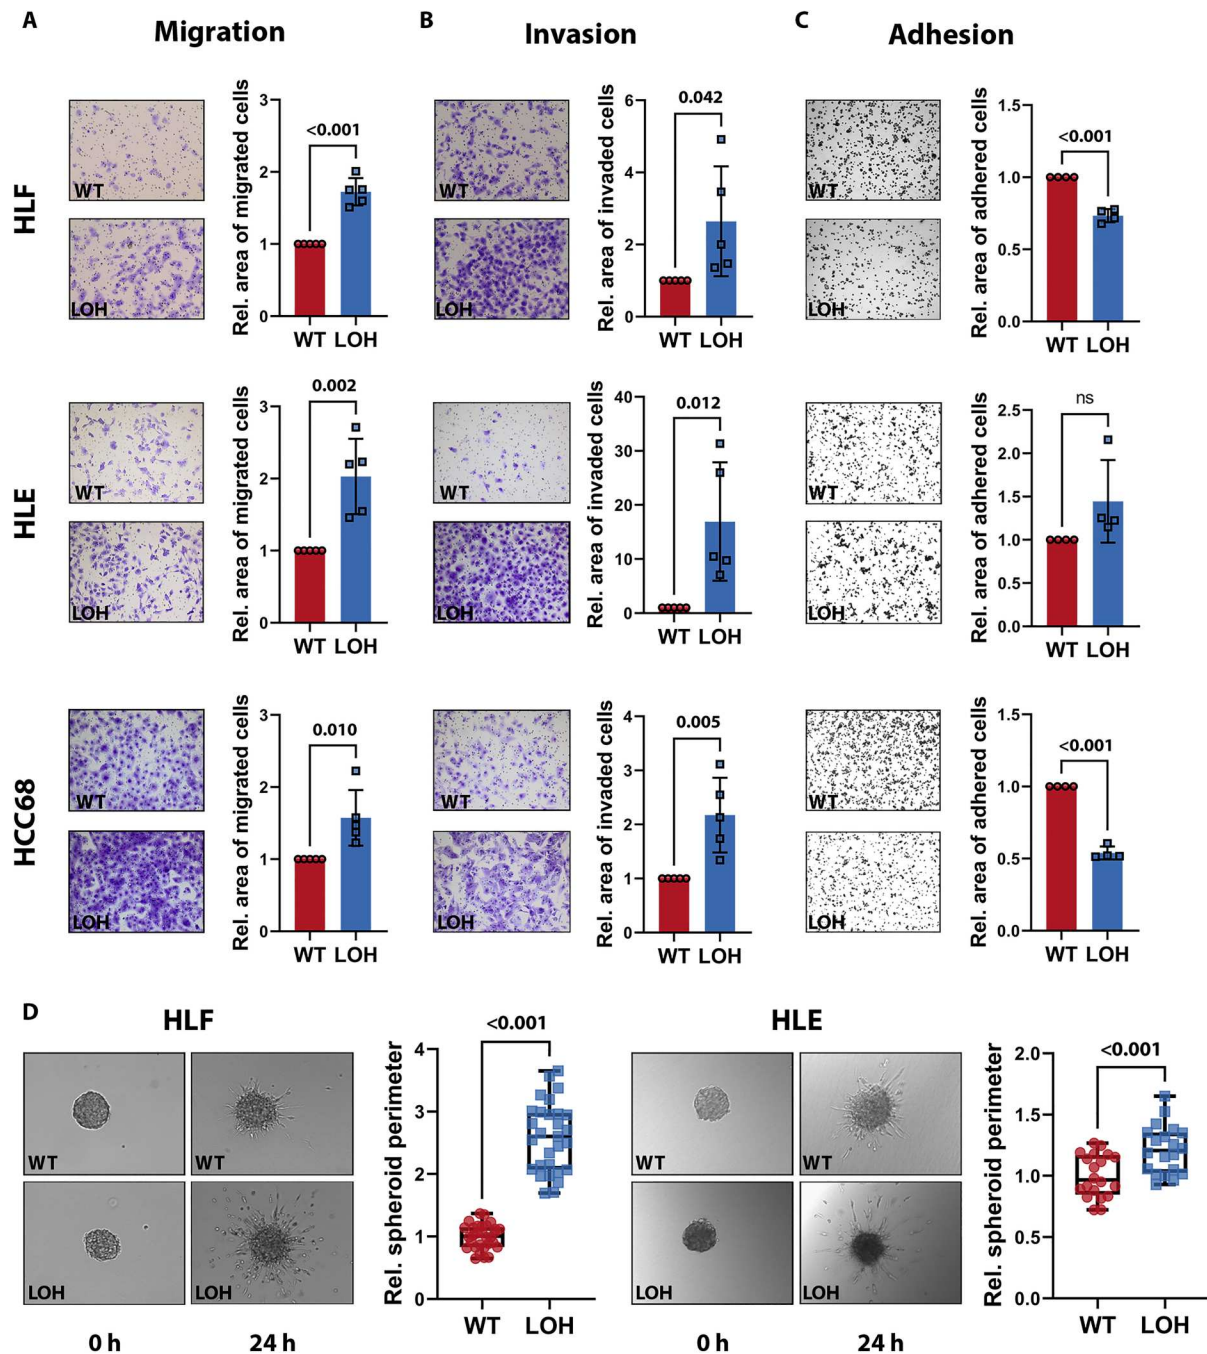 A
Migration
B
Invasion
C
Adhesion
HLF
WT
LOH
Rel. area of migrated cells
3
2
1
0
<0.001
WT LOH
WT
LOH
Rel. area of invaded cells
6
4
2
0
0.042
WT LOH
WT
LOH
Rel. area of adhered cells
1.5
1.0
0.5
0.0
<0.001
WT LOH
HLE
WT
LOH
Rel. area of migrated cells
3
2
1
0
0.002
WT LOH
WT
LOH
Rel. area of invaded cells
40
30
20
10
0
0.012
WT LOH
WT
LOH
Rel. area of adhered cells
2.5
2.0
1.5
1.0
0.5
0.0
ns
WT LOH
HCC68
WT
LOH
Rel. area of migrated cells
3
2
1
0
0.010
WT LOH
WT
LOH
Rel. area of invaded cells
4
3
2
1
0
0.005
WT LOH
WT
LOH
Rel. area of adhered cells
1.5
1.0
0.5
0.0
<0.001
WT LOH
D
HLF
WT
WT
LOH
LOH
0 h
24 h
Rel. spheroid perimeter
4
3
2
1
0
<0.001
WT LOH
HLE
WT
WT
LOH
LOH
0 h
24 h
Rel. spheroid perimeter
2.0
1.5
1.0
0.5
0.0
<0.001
WT LOH